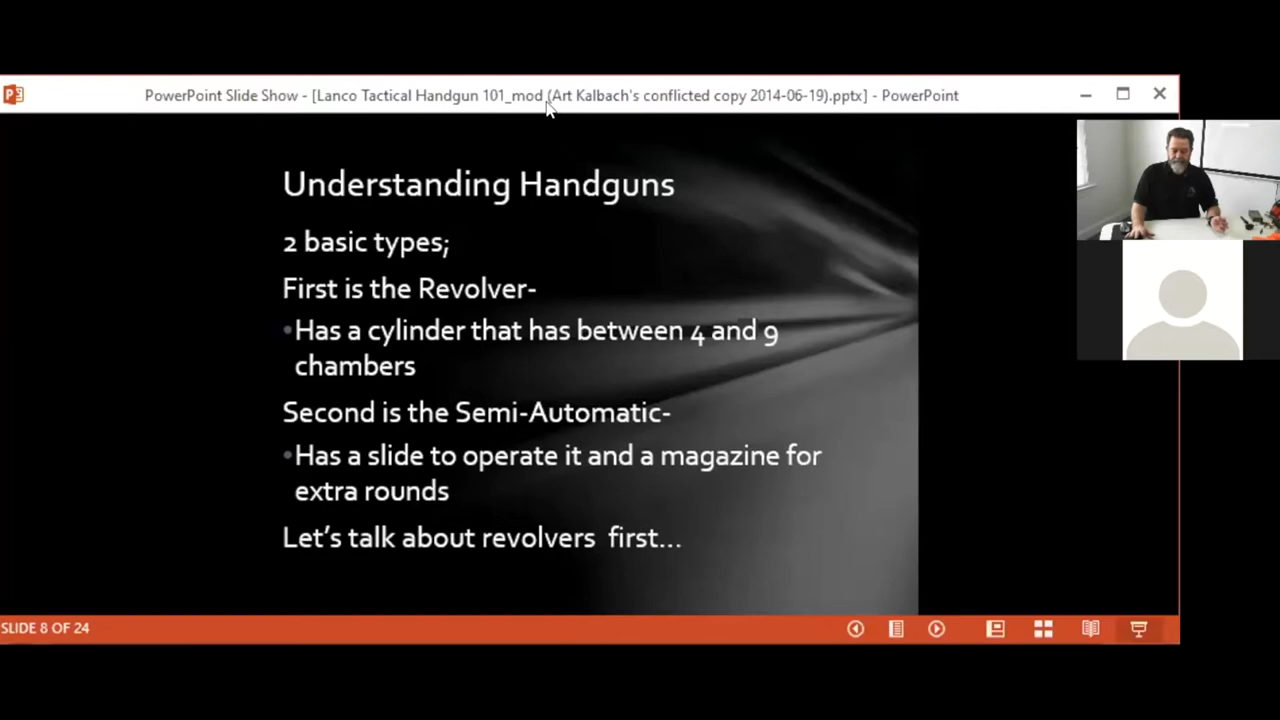 PowerPoint Slide Show - [Lanco Tactical Handgun 101_mod (Art Kalbach's conflicted copy 2014-06-19).pptx] - PowerPoint
Understanding Handguns
2 basic types;
First is the Revolver-
•Has a cylinder that has between 4 and 9
chambers
Second is the Semi-Automatic-
•Has a slide to operate it and a magazine for
extra rounds
Let's talk about revolvers  first...
SLIDE 8 OF 24